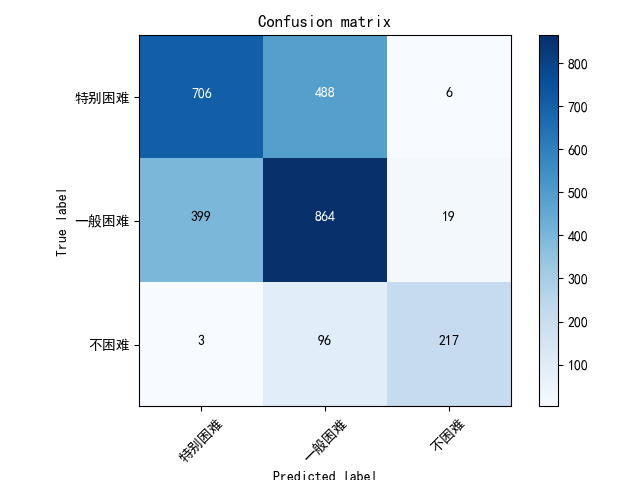 Confusion matrix
特别困难 706 488 6
一般困难 399 864 19
不困难 3 96 217
True label
特别困难 一般困难 不困难
Predicted label
800
700
600
500
400
300
200
100